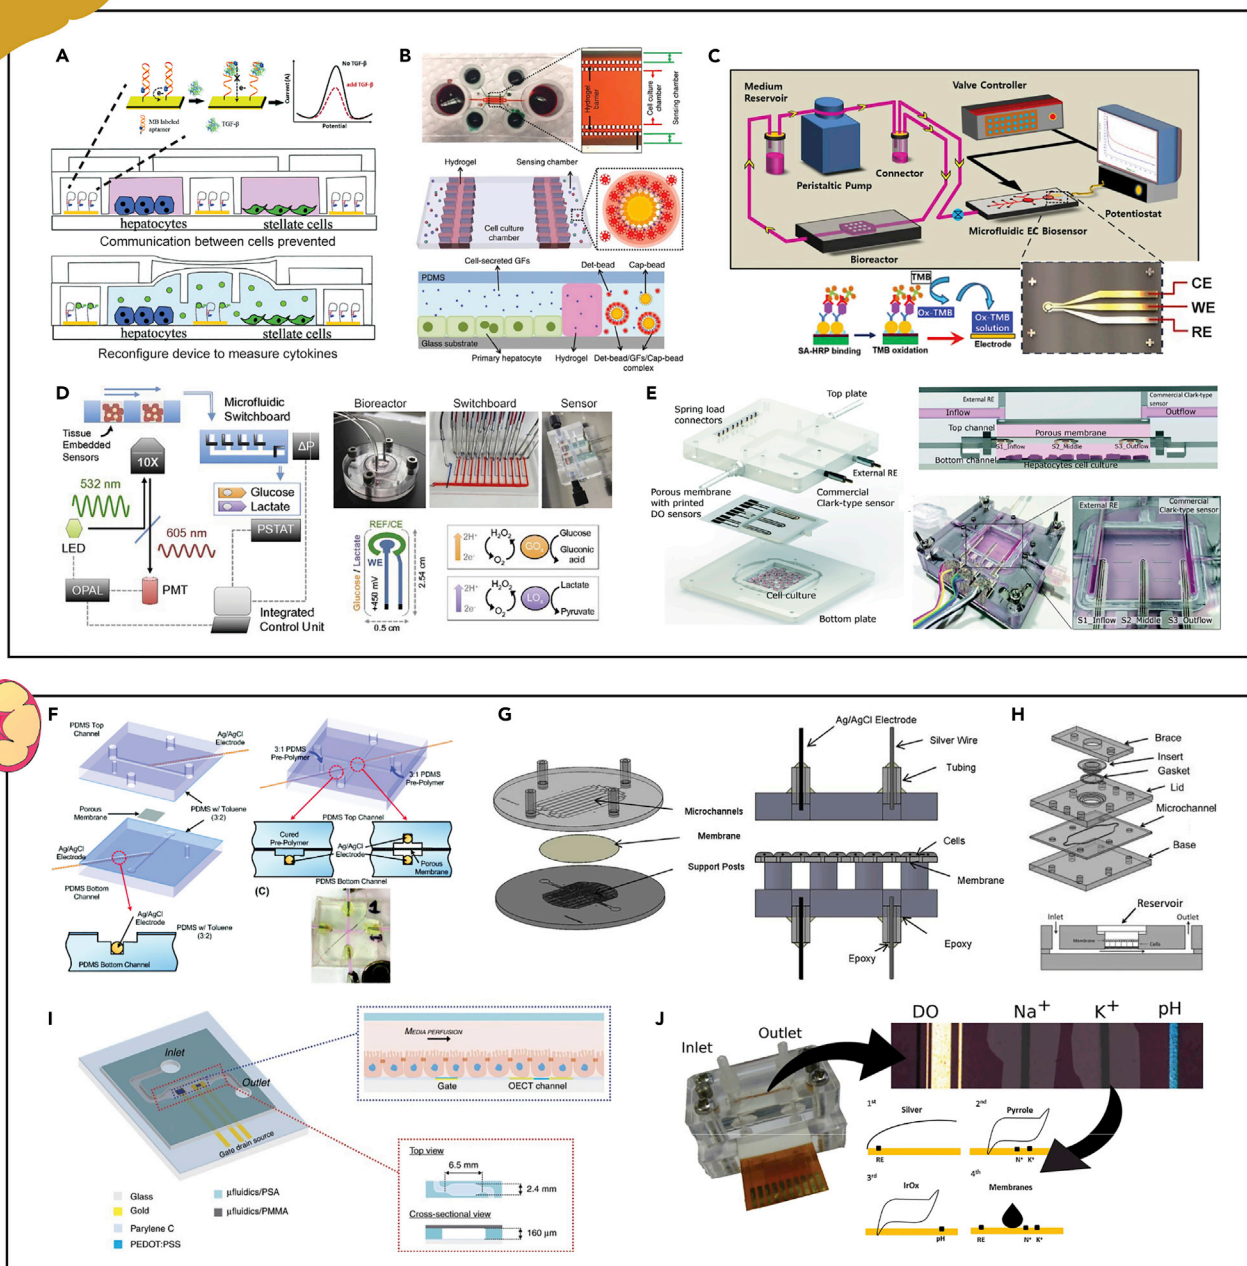 A
No TGF-β
add TGF-β
Current(A)
Potential
e-
e-
MB labeled
aptamer
TGF-β
hepatocytes
stellate cells
Communication between cells prevented
hepatocytes
stellate cells
Reconfigure device to measure cytokines
B
Hydrogel
barrier
Cell culture
chamber
Sensing chamber
Hydrogel
Sensing chamber
Cell culture
chamber
Cell-secreted GFs
Det-bead
Cap-bead
PDMS
Glass substrate
Primary hepatocyte
Hydrogel
Det-bead/GFs/Cap-bead
complex
C
Medium
Reservoir
Valve Controller
Peristaltic Pump
Connector
Potentiostat
Microfluidic EC Biosensor
Bioreactor
TMB
Ox-TMB
Ox-TMB
solution
SA-HRP binding
TMB oxidation
Electrode
CE
WE
RE
D
Microfluidic
Switchboard
Tissue
Embedded
Sensors
10X
ΔP
532 nm
Glucose
Lactate
605 nm
PSTAT
LED
OPAL
PMT
Integrated
Control Unit
Bioreactor
Switchboard
Sensor
REF/CE
WE
Glucose / Lactate
+450 mV
2.54 cm
0.5 cm
2H+
2e-
H2O2
O2
GOx
Glucose
Gluconic
acid
2H+
2e-
H2O2
O2
LOx
Lactate
Pyruvate
E
Spring load
connectors
Top plate
External RE
Porous membrane
with printed
DO sensors
Commercial
Clark-type sensor
Cell culture
Bottom plate
External RE
Commercial Clark-type
sensor
Inflow
Outflow
Top channel
Porous membrane
S1_Inflow
S2_Middle
S3_Outflow
Bottom channel
Hepatocytes cell culture
External RE
Commercial
Clark-type sensor
S1_Inflow S2_Middle S3_Outflow
F
PDMS Top
Channel
Ag/AgCl
Electrode
3:1 PDMS
Pre-Polymer
3:1 PDMS
Pre-Polymer
Porous
Membrane
PDMS w/ Toluene
(3:2)
Ag/AgCl
Electrode
PDMS Bottom
Channel
PDMS Top Channel
Cured
Pre-Polymer
Ag/AgCl
Electrode
Porous
Membrane
PDMS Bottom Channel
(C)
Ag/AgCl
Electrode
PDMS w/ Toluene
(3:2)
PDMS Bottom Channel
G
Ag/AgCl Electrode
Silver Wire
Tubing
Microchannels
Membrane
Support Posts
Cells
Membrane
Epoxy
Epoxy
H
Brace
Insert
Gasket
Lid
Microchannel
Base
Reservoir
Inlet
Outlet
Membrane
Cells
I
Inlet
Outlet
Gate drain source
MEDIA PERFUSION
Gate
OECT channel
Top view
6.5 mm
2.4 mm
Cross-sectional view
160 µm
Glass
Gold
Parylene C
PEDOT:PSS
µfluidics/PSA
µfluidics/PMMA
J
Inlet
Outlet
DO
Na+
K+
pH
1st
Silver
RE
2nd
Pyrrole
N+
K+
3rd
IrOx
pH
4th
Membranes
RE
N+
K+